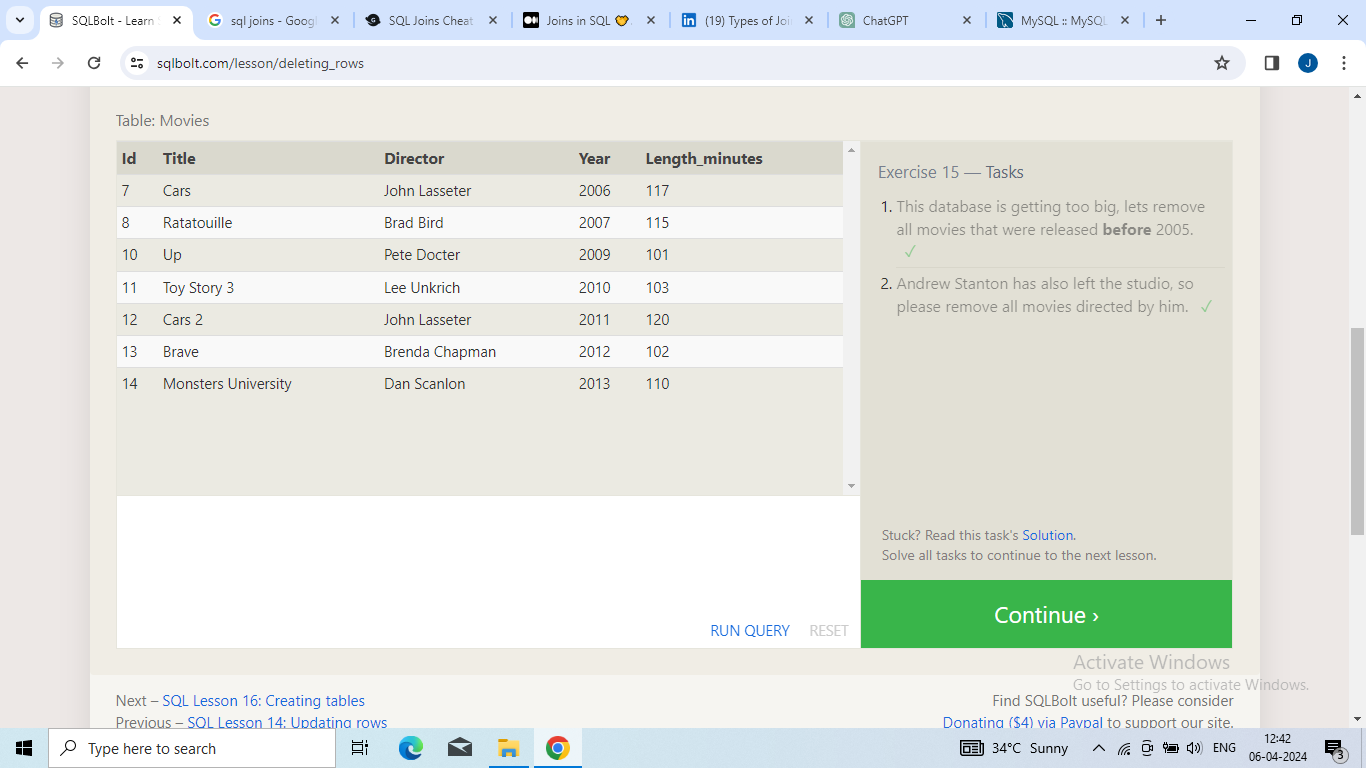 SQLBolt - Learn
sql joins - Goog
SQL Joins Cheat
Joins in SQL
(19) Types of Joi
ChatGPT
MySQL :: MySQL
sqlbolt.com/lesson/deleting_rows
J
Table: Movies
Id Title Director Year Length_minutes
7 Cars John Lasseter 2006 117
8 Ratatouille Brad Bird 2007 115
10 Up Pete Docter 2009 101
11 Toy Story 3 Lee Unkrich 2010 103
12 Cars 2 John Lasseter 2011 120
13 Brave Brenda Chapman 2012 102
14 Monsters University Dan Scanlon 2013 110
Exercise 15 — Tasks
1. This database is getting too big, lets remove
all movies that were released before 2005.
✓
2. Andrew Stanton has also left the studio, so
please remove all movies directed by him. ✓
Stuck? Read this task's Solution.
Solve all tasks to continue to the next lesson.
RUN QUERY RESET
Continue ›
Activate Windows
Go to Settings to activate Windows.
Next – SQL Lesson 16: Creating tables
Previous – SQL Lesson 14: Updating rows
Find SQLBolt useful? Please consider
Donating ($4) via Paypal to support our site.
Type here to search
34°C Sunny
ENG
12:42
06-04-2024
3